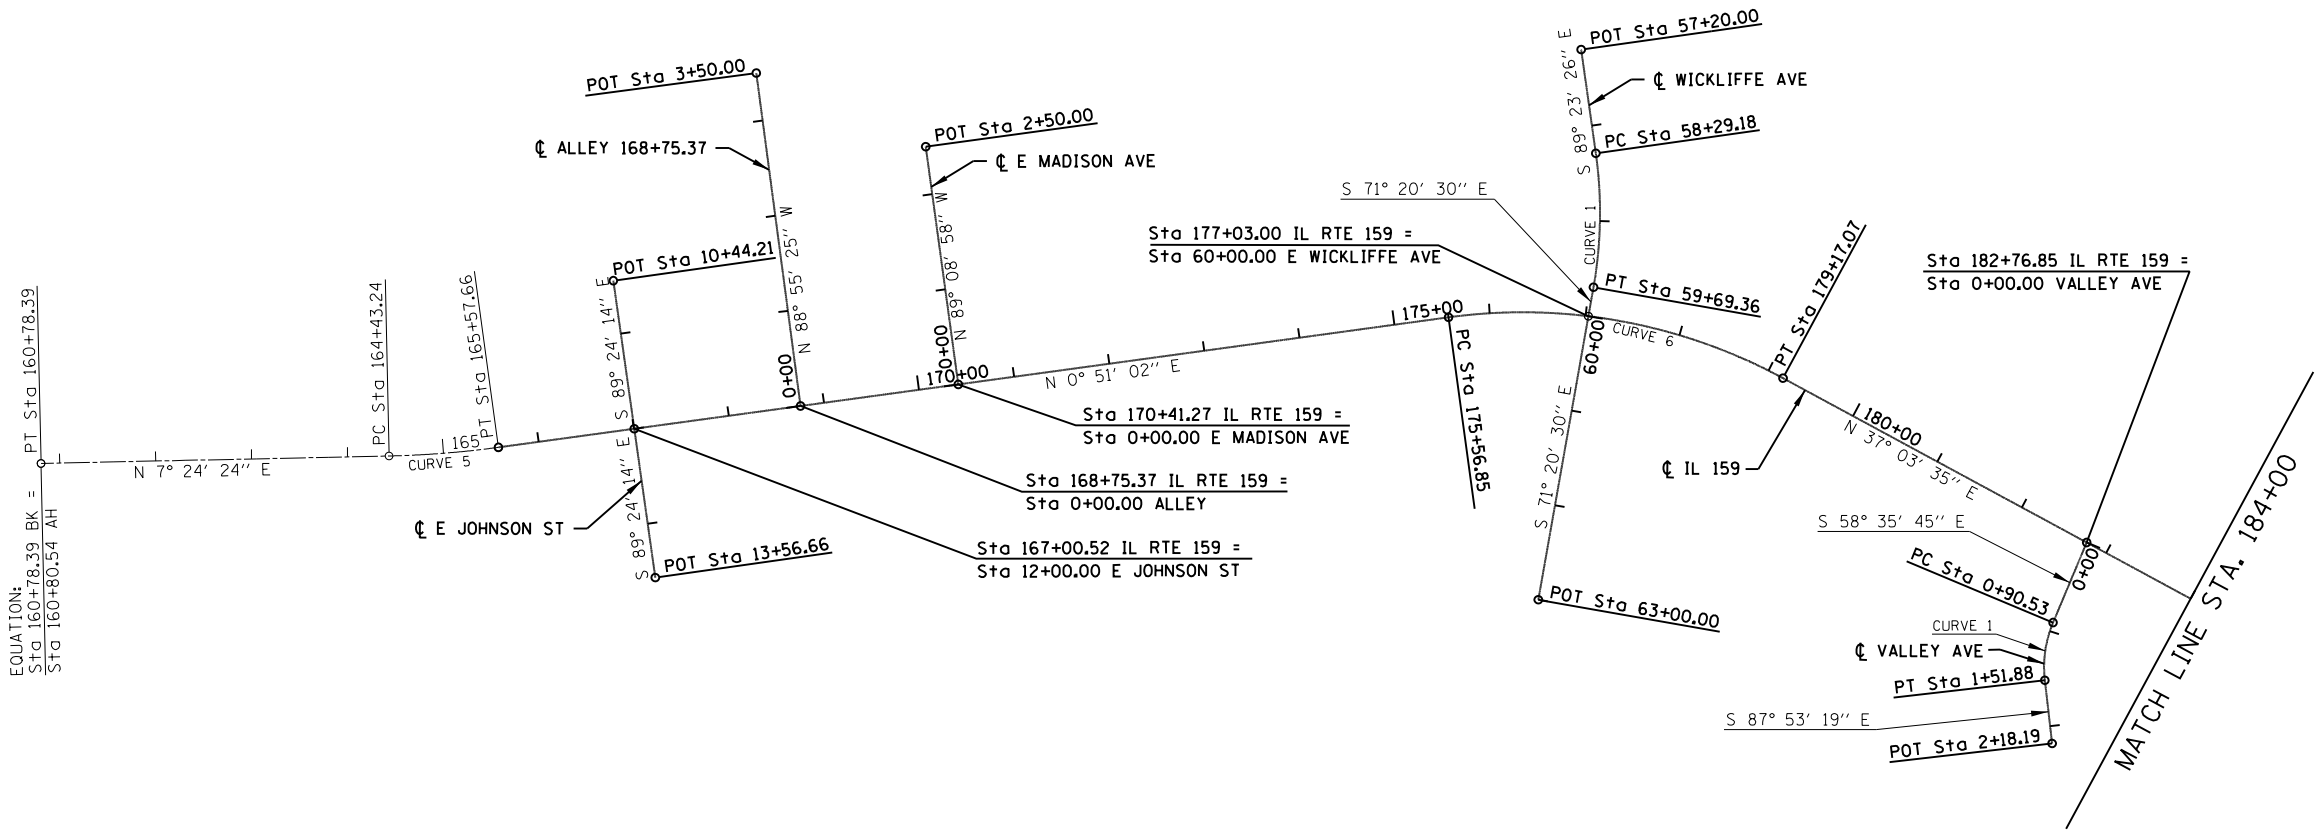 EQUATION:
Sta 160+78.39 BK =
Sta 160+80.54 AH
PT Sta 160+78.39
N 7° 24' 24" E
PC Sta 164+43.24
CURVE 5
165
PT Sta 165+57.66
POT Sta 10+44.21
S 89° 24' 14" E
S 89° 24' 14" E
℄ E JOHNSON ST
POT Sta 13+56.66
Sta 167+00.52 IL RTE 159 =
Sta 12+00.00 E JOHNSON ST
POT Sta 3+50.00
℄ ALLEY 168+75.37
N 88° 55' 25" W
0+00
Sta 168+75.37 IL RTE 159 =
Sta 0+00.00 ALLEY
POT Sta 2+50.00
℄ E MADISON AVE
N 89° 08' 58" W
0+00
170+00
Sta 170+41.27 IL RTE 159 =
Sta 0+00.00 E MADISON AVE
N 0° 51' 02" E
175+00
PC Sta 175+56.85
Sta 177+03.00 IL RTE 159 =
Sta 60+00.00 E WICKLIFFE AVE
S 71° 20' 30" E
POT Sta 57+20.00
S 89° 23' 26" E
℄ WICKLIFFE AVE
PC Sta 58+29.18
CURVE 1
PT Sta 59+69.36
60+00
CURVE 6
S 71° 20' 30" E
POT Sta 63+00.00
PT Sta 179+17.07
180+00
N 37° 03' 35" E
℄ IL 159
Sta 182+76.85 IL RTE 159 =
Sta 0+00.00 VALLEY AVE
S 58° 35' 45" E
0+00
PC Sta 0+90.53
CURVE 1
℄ VALLEY AVE
PT Sta 1+51.88
S 87° 53' 19" E
POT Sta 2+18.19
MATCH LINE STA. 184+00